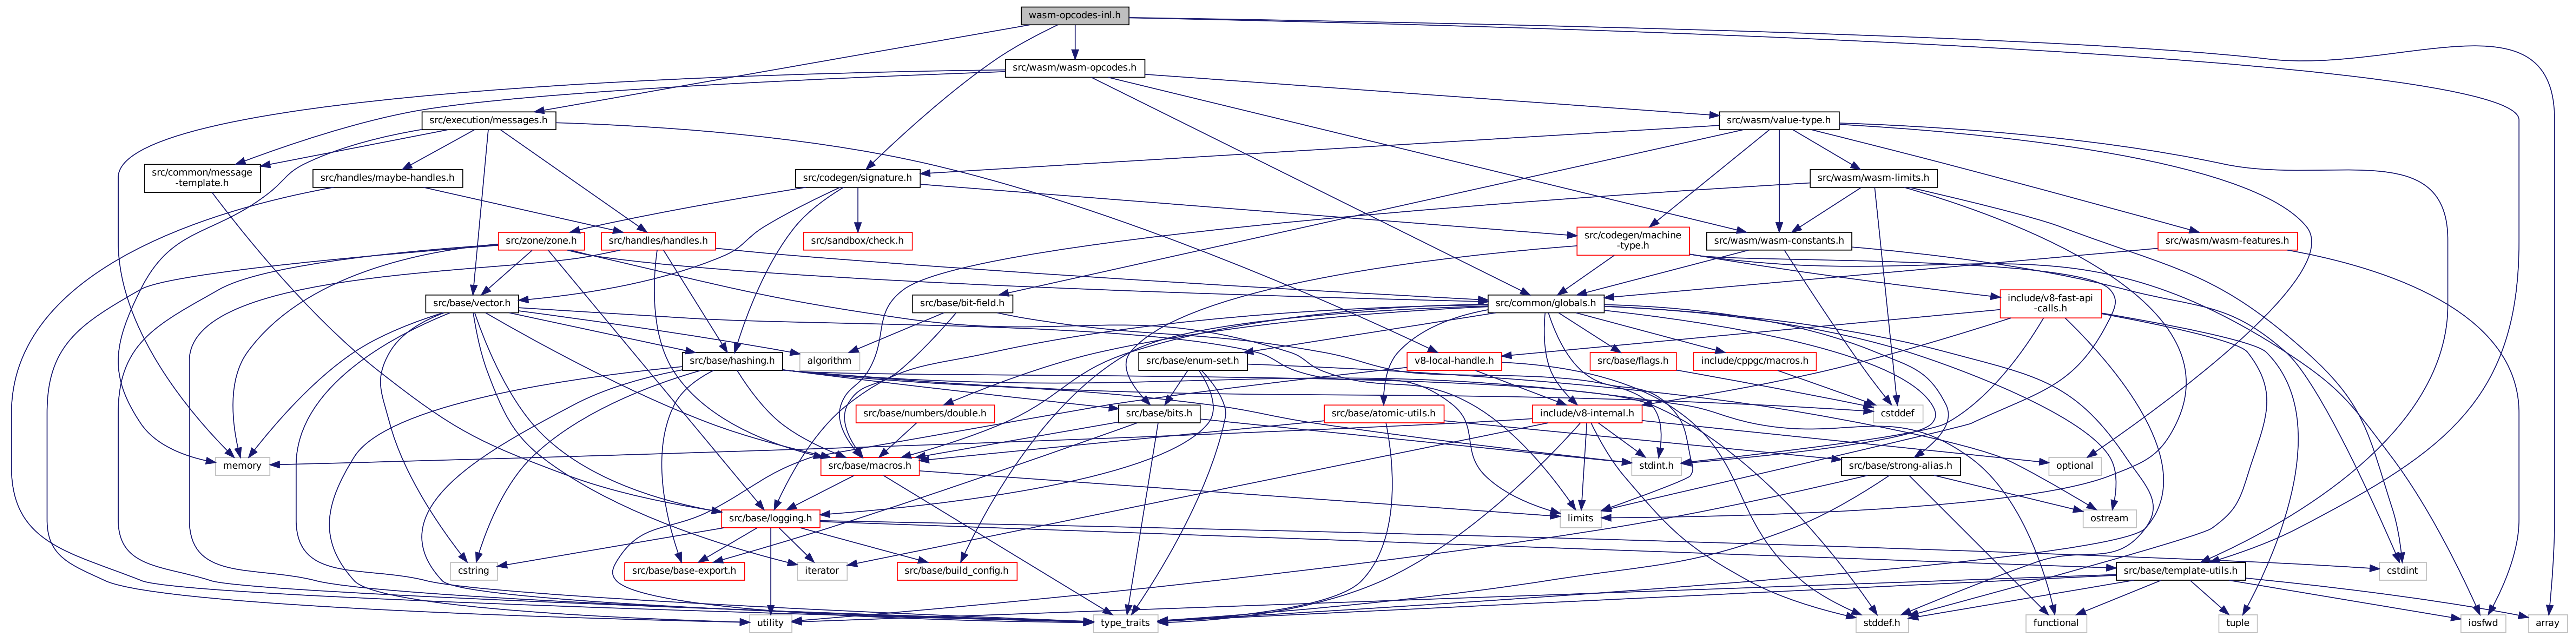 wasm-opcodes-inl.h
src/wasm/wasm-opcodes.h
src/execution/messages.h
src/wasm/value-type.h
src/common/message
-template.h
src/handles/maybe-handles.h
src/codegen/signature.h
src/wasm/wasm-limits.h
src/zone/zone.h
src/handles/handles.h
src/sandbox/check.h
src/codegen/machine
-type.h
src/wasm/wasm-constants.h
src/wasm/wasm-features.h
src/base/vector.h
src/base/bit-field.h
src/common/globals.h
include/v8-fast-api
-calls.h
src/base/hashing.h
algorithm
src/base/enum-set.h
v8-local-handle.h
src/base/flags.h
include/cppgc/macros.h
src/base/numbers/double.h
src/base/bits.h
src/base/atomic-utils.h
include/v8-internal.h
cstddef
memory
src/base/macros.h
stdint.h
src/base/strong-alias.h
optional
src/base/logging.h
limits
ostream
cstring
src/base/base-export.h
iterator
src/base/build_config.h
src/base/template-utils.h
cstdint
utility
type_traits
stddef.h
functional
tuple
iosfwd
array